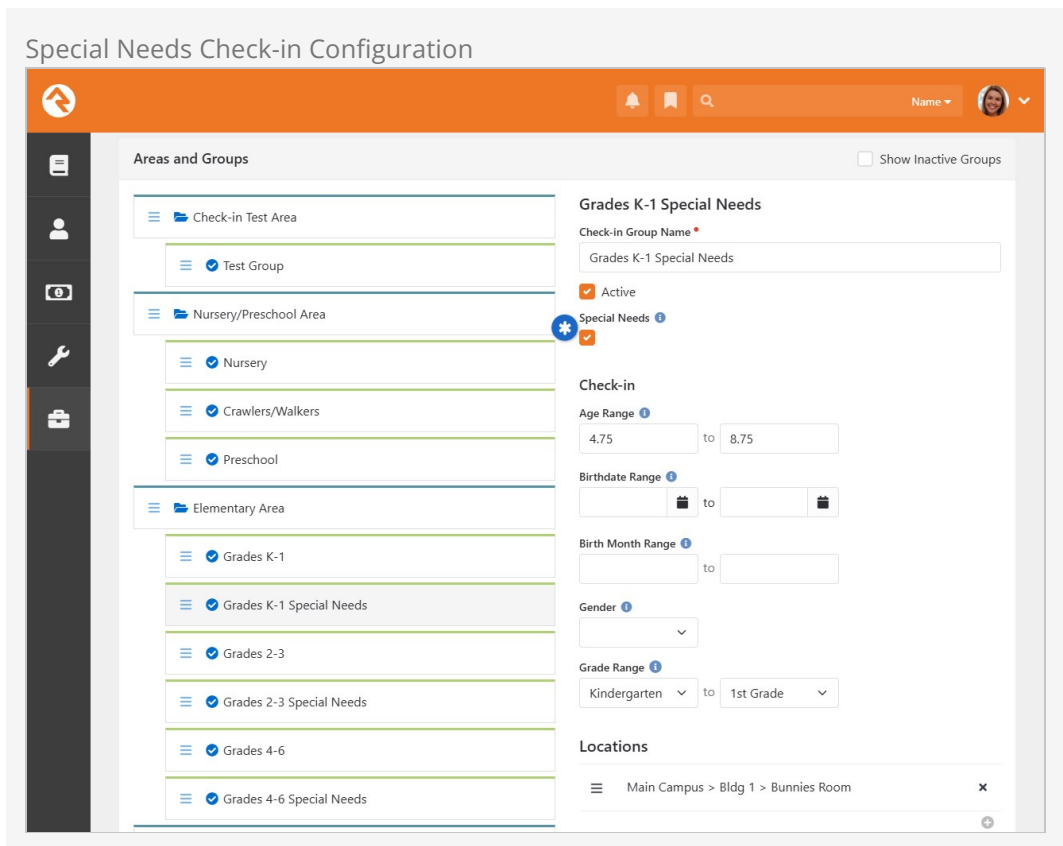 Special Needs Check-in Configuration
Name
Areas and Groups
Show Inactive Groups
Check-in Test Area
Test Group
Nursery/Preschool Area
Nursery
Crawlers/Walkers
Preschool
Elementary Area
Grades K-1
Grades K-1 Special Needs
Grades 2-3
Grades 2-3 Special Needs
Grades 4-6
Grades 4-6 Special Needs
Grades K-1 Special Needs
Check-in Group Name
Grades K-1 Special Needs
Active
Special Needs
Check-in
Age Range
4.75 to 8.75
Birthdate Range
to
Birth Month Range
to
Gender
Grade Range
Kindergarten to 1st Grade
Locations
Main Campus > Bldg 1 > Bunnies Room